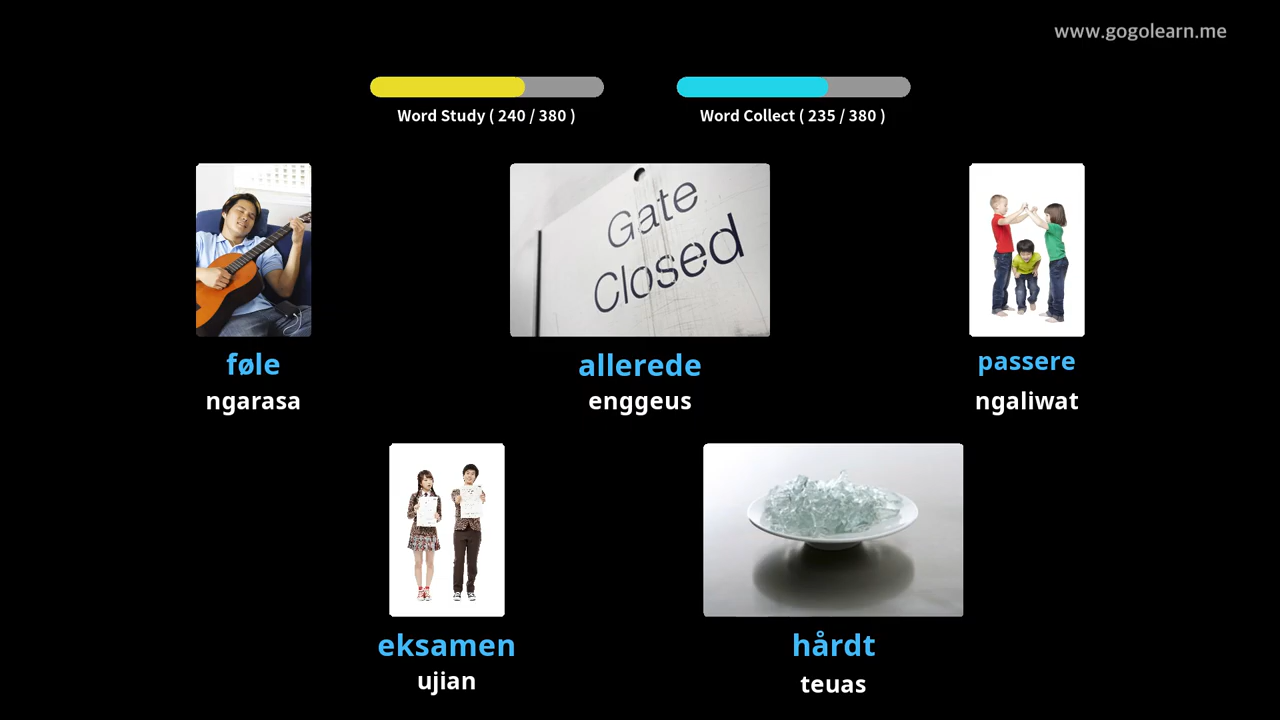 www.gogolearn.me
Word Study ( 240 / 380 )
Word Collect ( 235 / 380 )
Gate
Closed
føle
ngarasa
allerede
enggeus
passere
ngaliwat
eksamen
ujian
hårdt
teuas